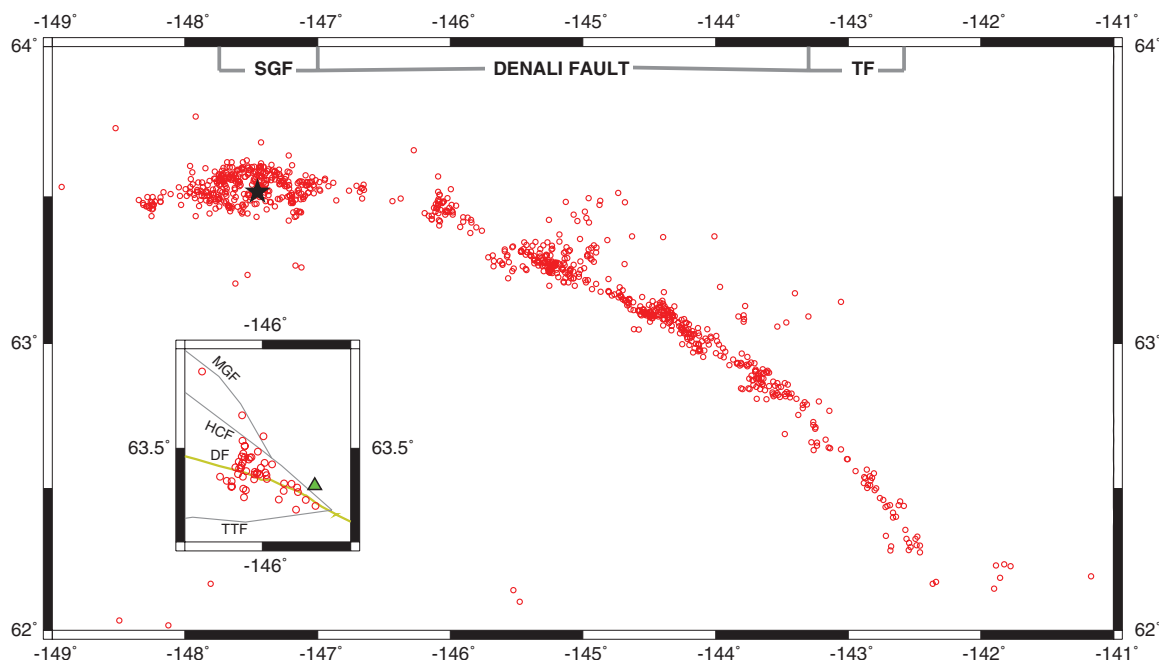 -149˚ -148˚ -147˚ -146˚ -145˚ -144˚ -143˚ -142˚ -141˚
64˚ 64˚
SGF DENALI FAULT TF
63˚ 63˚
-146˚
MGF
HCF
63.5˚ DF 63.5˚
TTF
-146˚
62˚ 62˚
-149˚ -148˚ -147˚ -146˚ -145˚ -144˚ -143˚ -142˚ -141˚